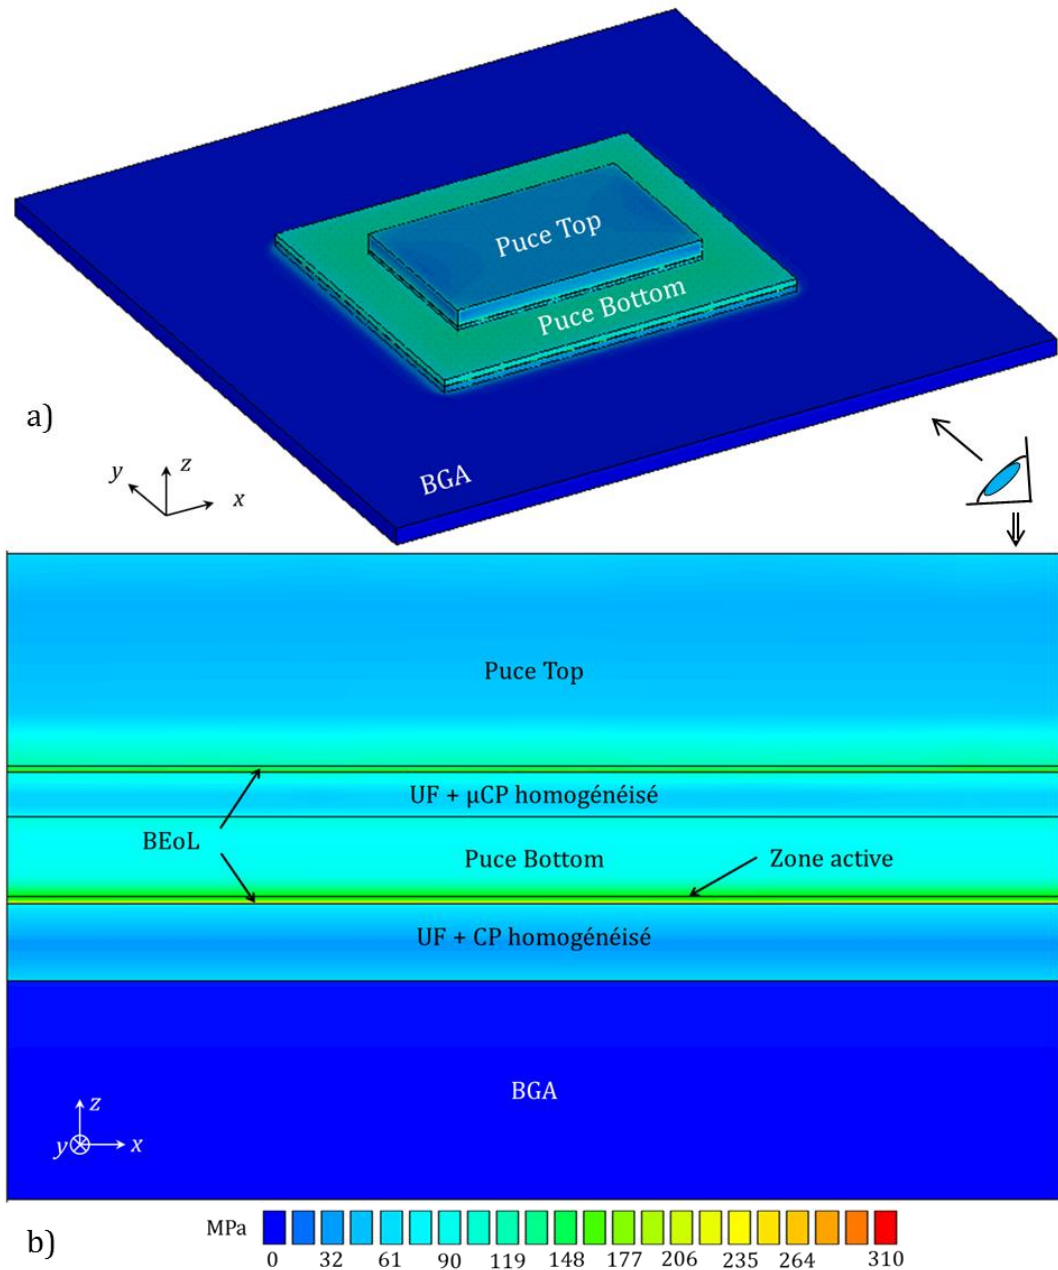 Puce Top
Puce Bottom
a)
BGA
y
z
x
Puce Top
UF + μCP homogénéisé
BEoL
Puce Bottom
Zone active
UF + CP homogénéisé
BGA
z
y
x
b)
MPa
0 32 61 90 119 148 177 206 235 264 310